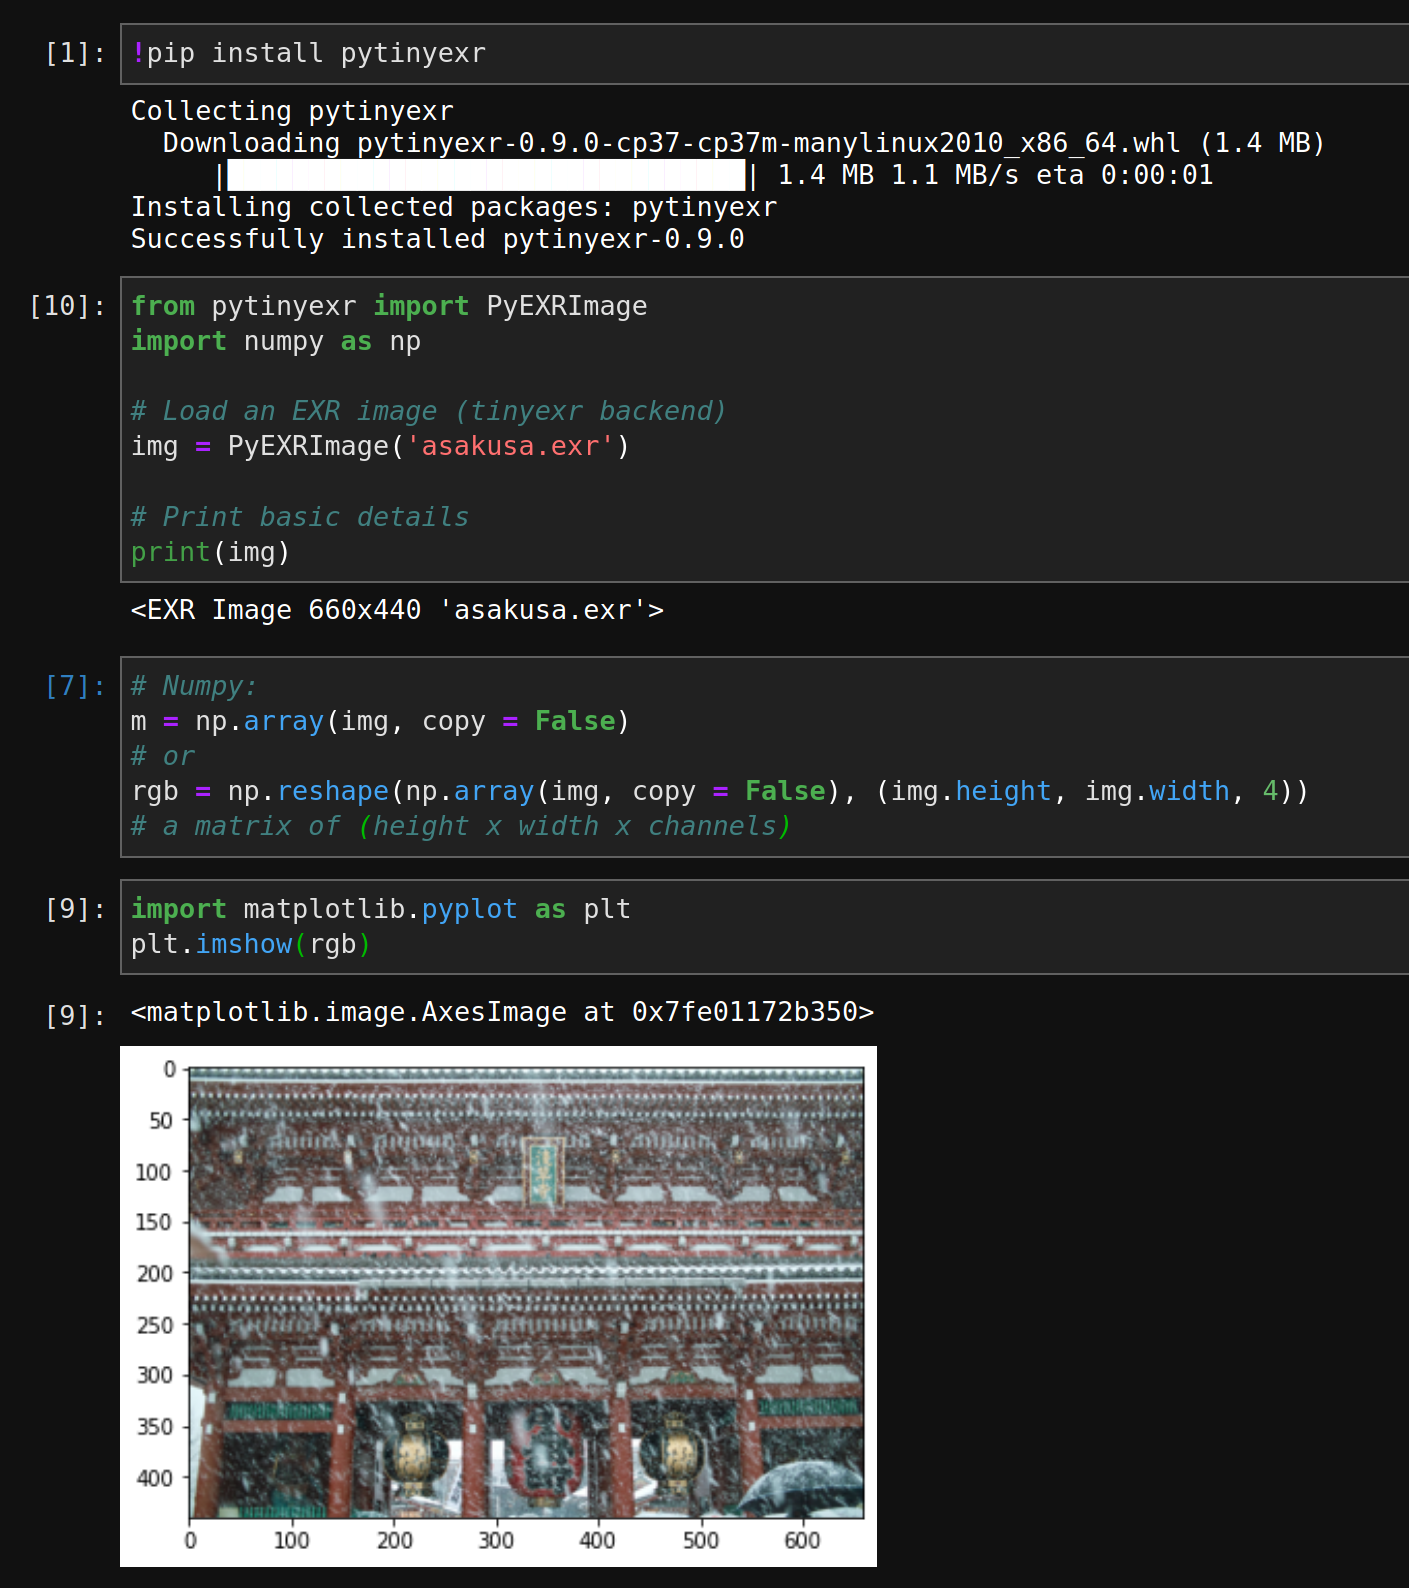 [1]: !pip install pytinyexr
Collecting pytinyexr
Downloading pytinyexr-0.9.0-cp37-cp37m-manylinux2010_x86_64.whl (1.4 MB)
|████████████████████████████████| 1.4 MB 1.1 MB/s eta 0:00:01
Installing collected packages: pytinyexr
Successfully installed pytinyexr-0.9.0
[10]: from pytinyexr import PyEXRImage
import numpy as np
# Load an EXR image (tinyexr backend)
img = PyEXRImage('asakusa.exr')
# Print basic details
print(img)
<EXR Image 660x440 'asakusa.exr'>
[7]: # Numpy:
m = np.array(img, copy = False)
# or
rgb = np.reshape(np.array(img, copy = False), (img.height, img.width, 4))
# a matrix of (height x width x channels)
[9]: import matplotlib.pyplot as plt
plt.imshow(rgb)
[9]: <matplotlib.image.AxesImage at 0x7fe01172b350>
0
50
100
150
200
250
300
350
400
0 100 200 300 400 500 600